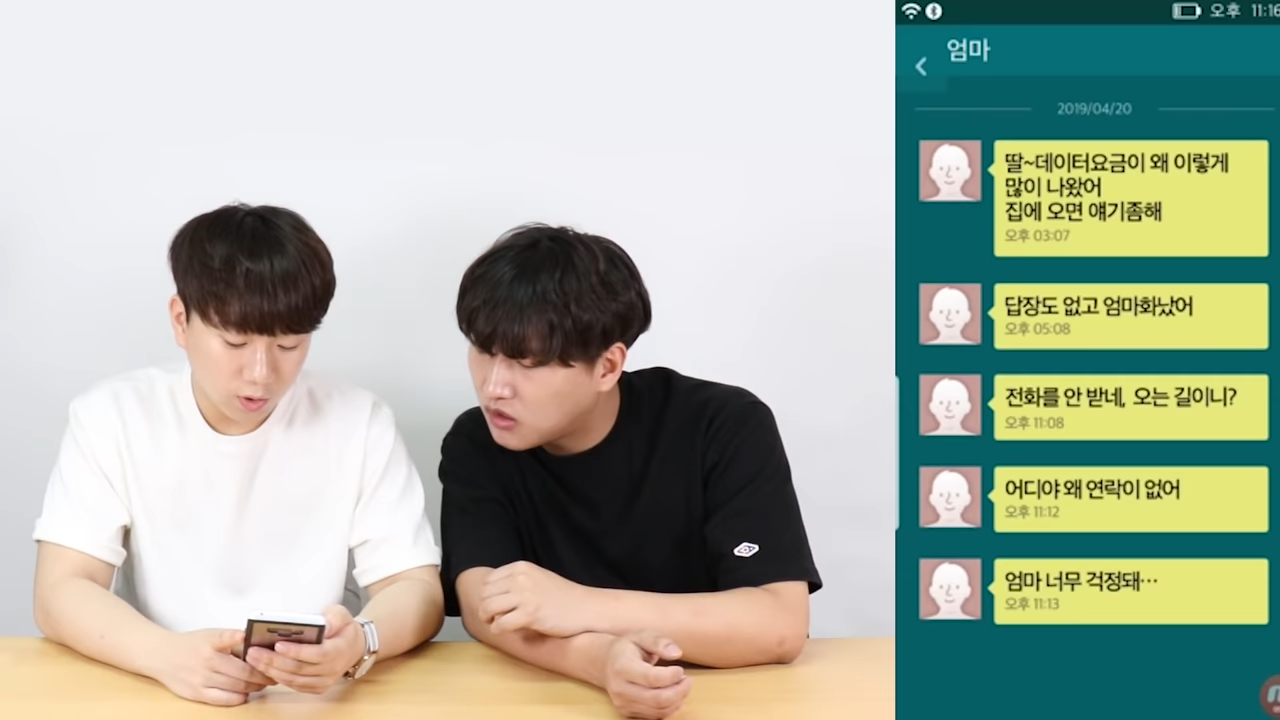 오후 11:16
엄마
2019/04/20
딸~데이터요금이 왜 이렇게
많이 나왔어
집에 오면 얘기좀해
오후 03:07
답장도 없고 엄마화났어
오후 05:08
전화를 안 받네, 오는 길이니?
오후 11:08
어디야 왜 연락이 없어
오후 11:12
엄마 너무 걱정돼…
오후 11:13